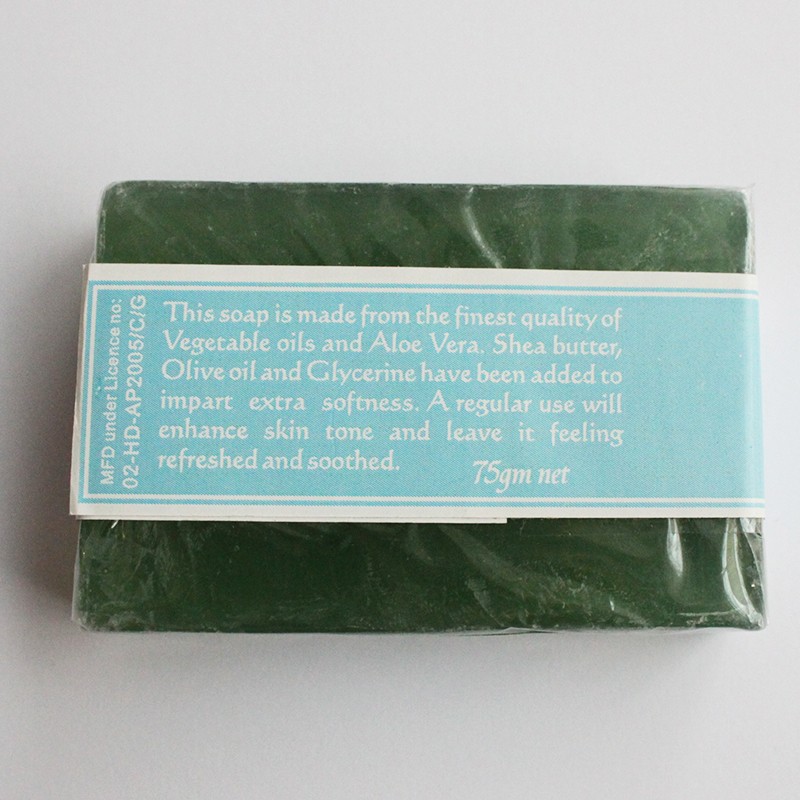 MFD under Licence no:
02-HD-AP2005/C/G
This soap is made from the finest quality of
Vegetable oils and Aloe Vera. Shea butter,
Olive oil and Glycerine have been added to
impart extra softness. A regular use will
enhance skin tone and leave it feeling
refreshed and soothed.
75gm net